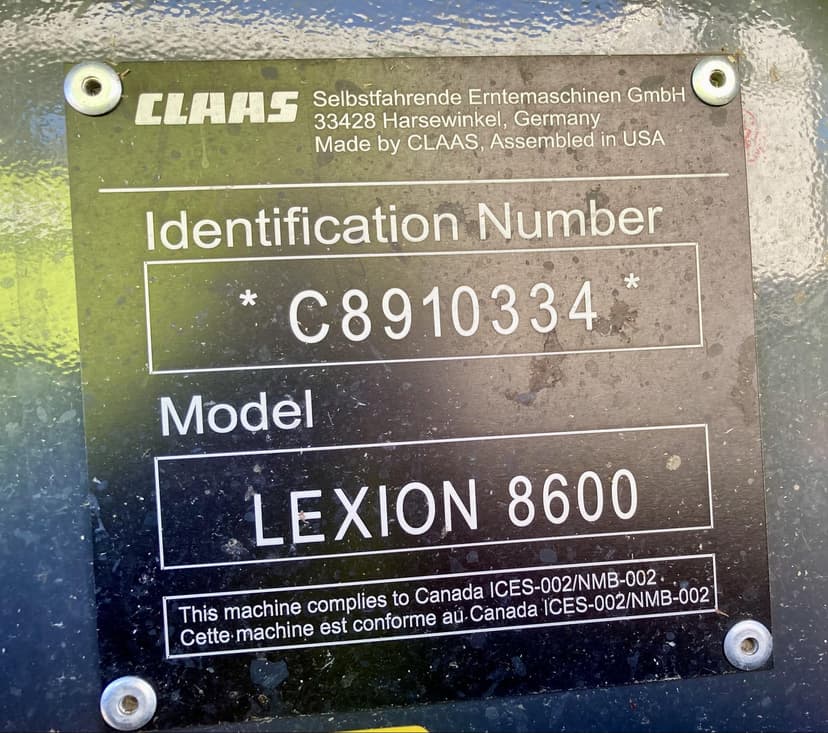 CLAAS Selbstfahrende Erntemaschinen GmbH
33428 Harsewinkel, Germany
Made by CLAAS, Assembled in USA
Identification Number
* C8910334 *
Model
LEXION 8600
This machine complies to Canada ICES-002/NMB-002
Cette machine est conforme au Canada ICES-002/NMB-002